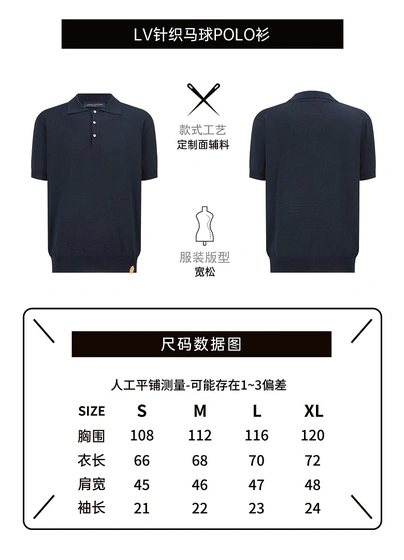 LV针织马球POLO衫
款式工艺
定制面辅料
服装版型
宽松
尺码数据图
人工平铺测量-可能存在1~3偏差
SIZE S M L XL
胸围 108 112 116 120
衣长 66 68 70 72
肩宽 45 46 47 48
袖长 21 22 23 24